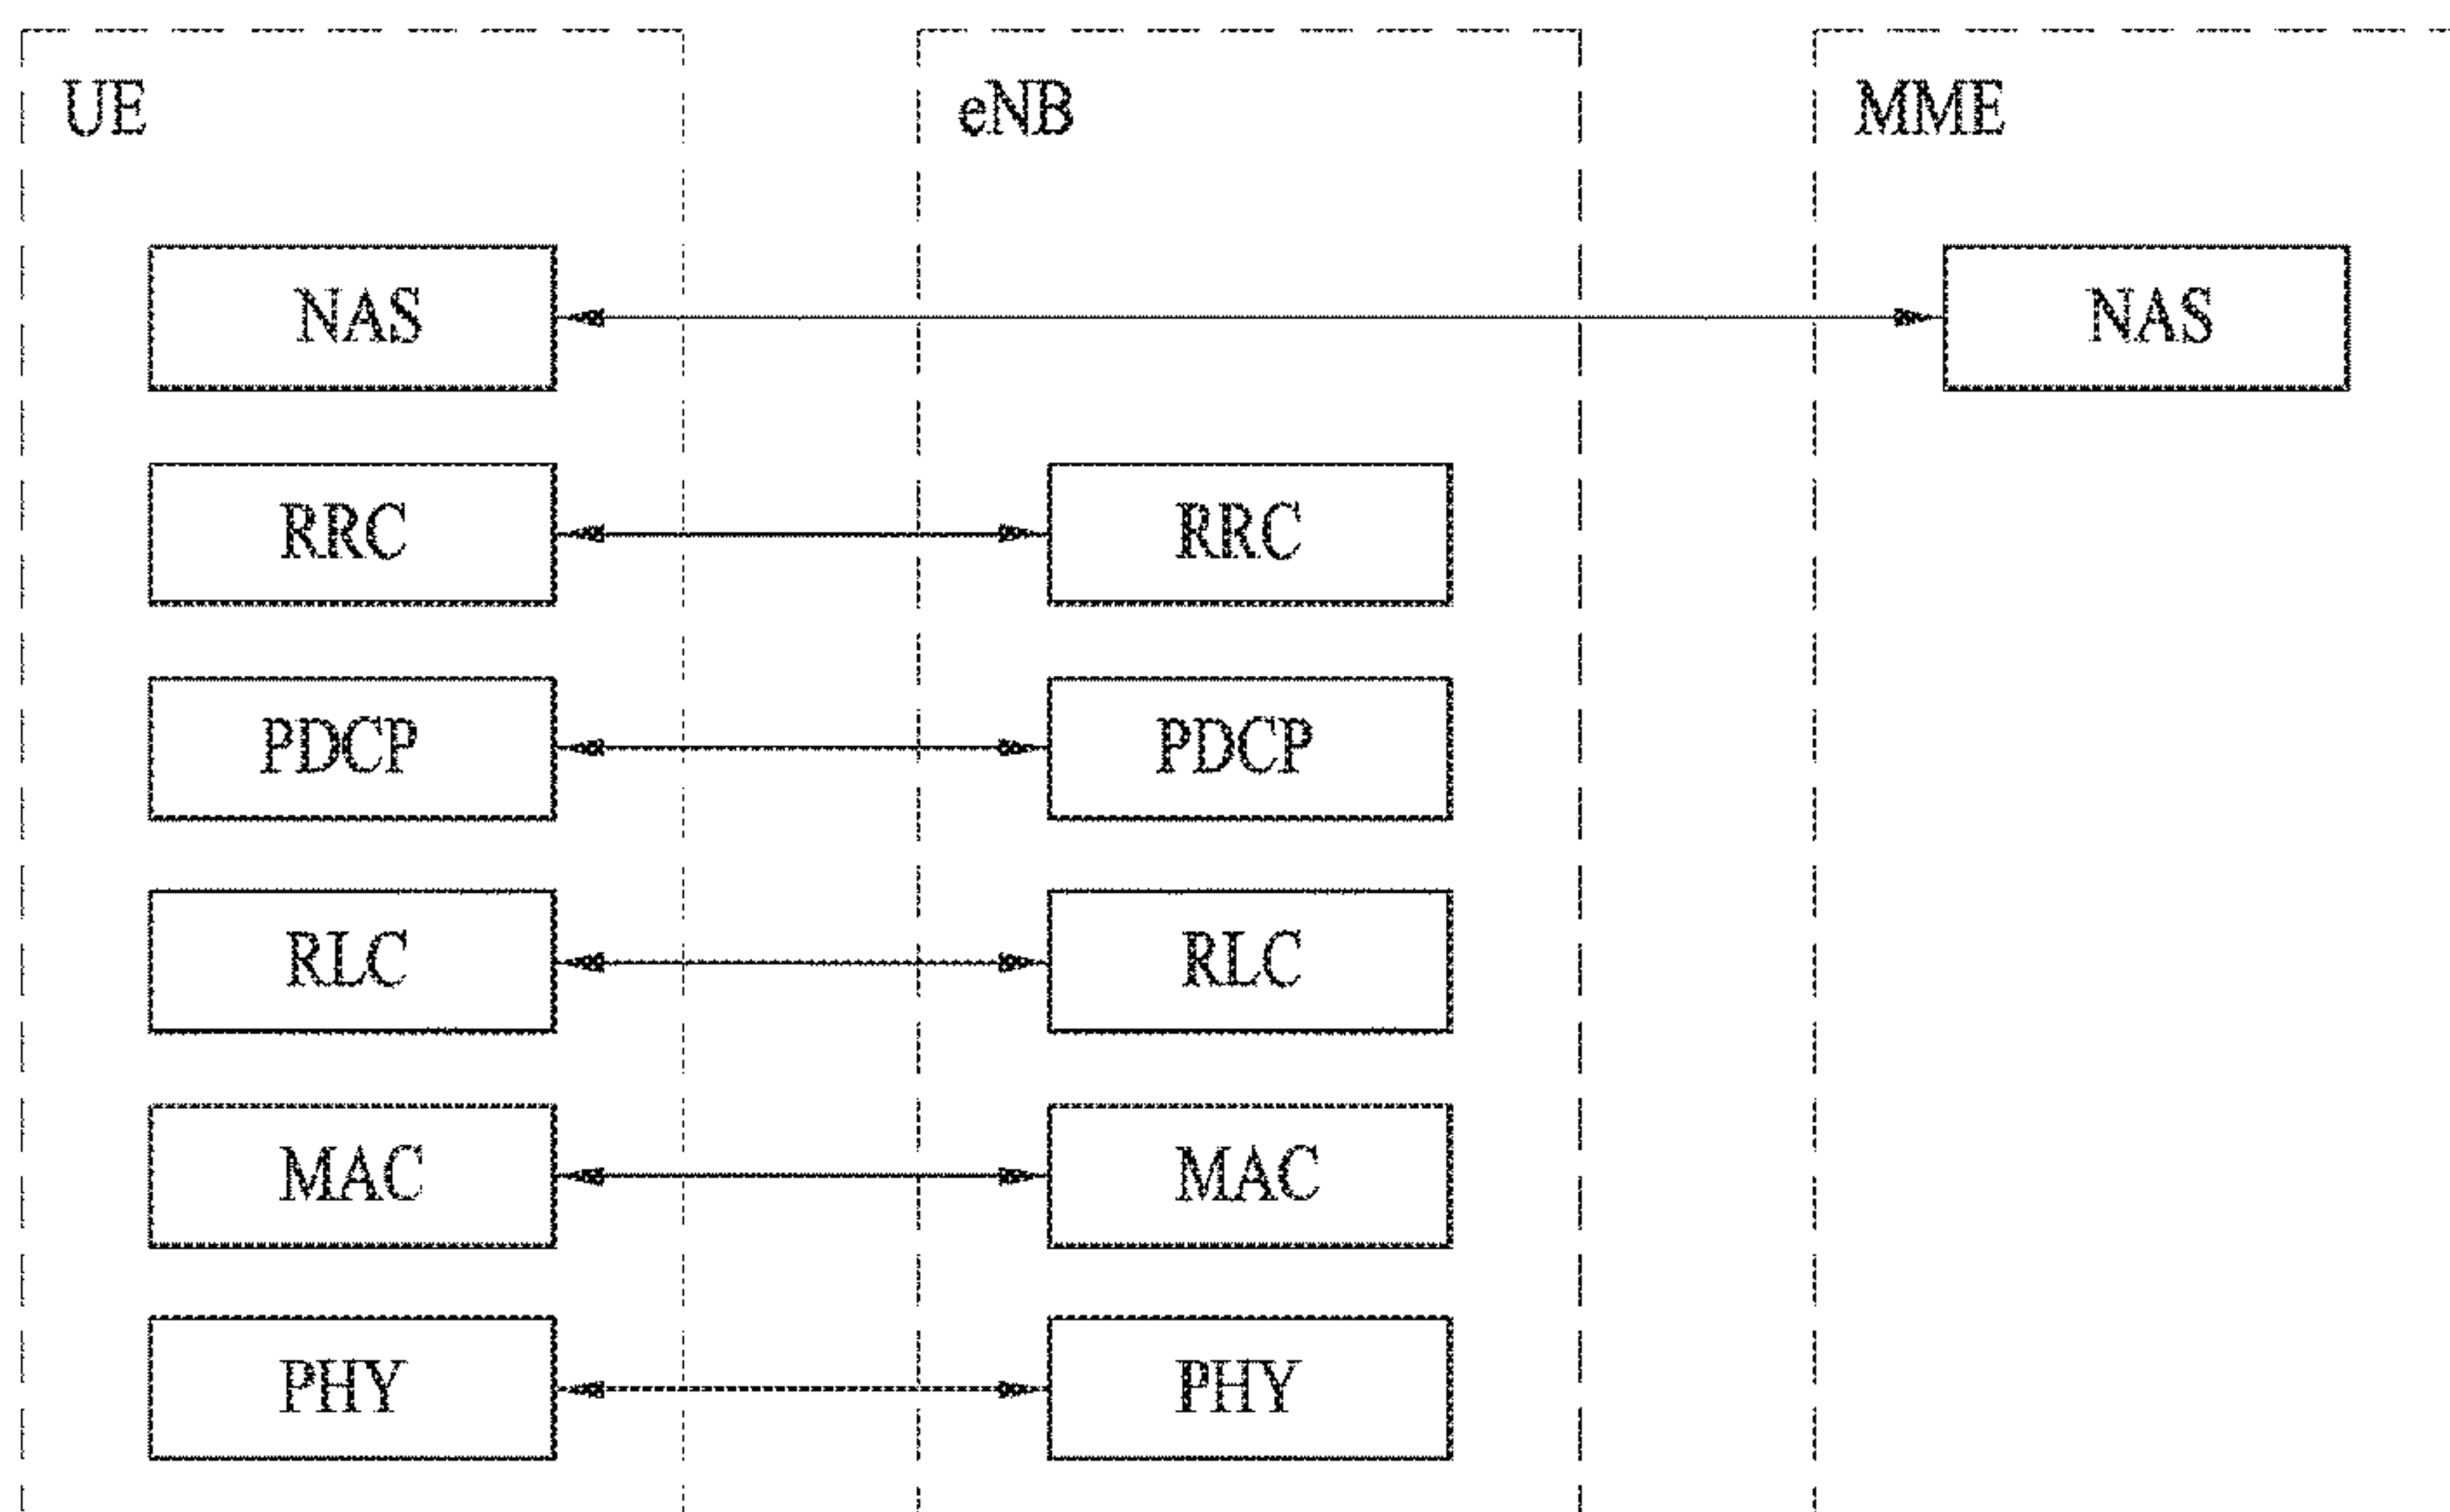 UE
eNB
MME
NAS
NAS
RRC
RRC
PDCP
PDCP
RLC
RLC
MAC
MAC
PHY
PHY